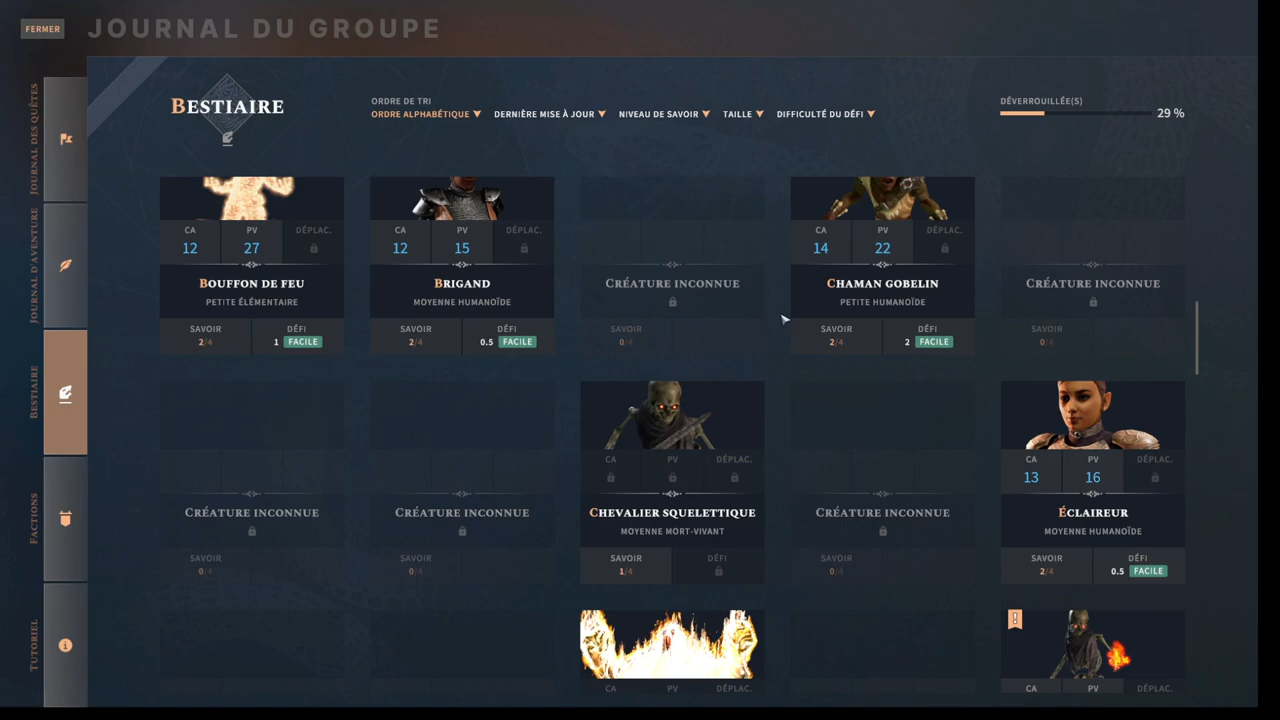 FERMER
JOURNAL DU GROUPE
JOURNAL DES QUÊTES
JOURNAL D'AVENTURE
BESTIAIRE
FACTIONS
TUTORIEL
BESTIAIRE
ORDRE DE TRI
ORDRE ALPHABÉTIQUE DERNIÈRE MISE À JOUR NIVEAU DE SAVOIR TAILLE DIFFICULTÉ DU DÉFI
DÉVERROUILLÉE(S)
29 %
CA PV DÉPLAC. CA PV DÉPLAC. CA PV DÉPLAC.
12 27 12 15 14 22
BOUFFON DE FEU BRIGAND CRÉATURE INCONNUE CHAMAN GOBELIN CRÉATURE INCONNUE
PETITE ÉLÉMENTAIRE MOYENNE HUMANOÏDE PETITE HUMANOÏDE
SAVOIR DÉFI SAVOIR DÉFI SAVOIR SAVOIR DÉFI SAVOIR
2/4 1 FACILE 2/4 0.5 FACILE 0/4 2/4 2 FACILE 0/4
CA PV DÉPLAC. CA PV DÉPLAC.
13 16
CRÉATURE INCONNUE CRÉATURE INCONNUE CHEVALIER SQUELETTIQUE CRÉATURE INCONNUE ÉCLAIREUR
MOYENNE MORT-VIVANT MOYENNE HUMANOÏDE
SAVOIR SAVOIR SAVOIR DÉFI SAVOIR SAVOIR DÉFI
0/4 0/4 1/4 0/4 2/4 0.5 FACILE
!
CA PV DÉPLAC. CA PV DÉPLAC.